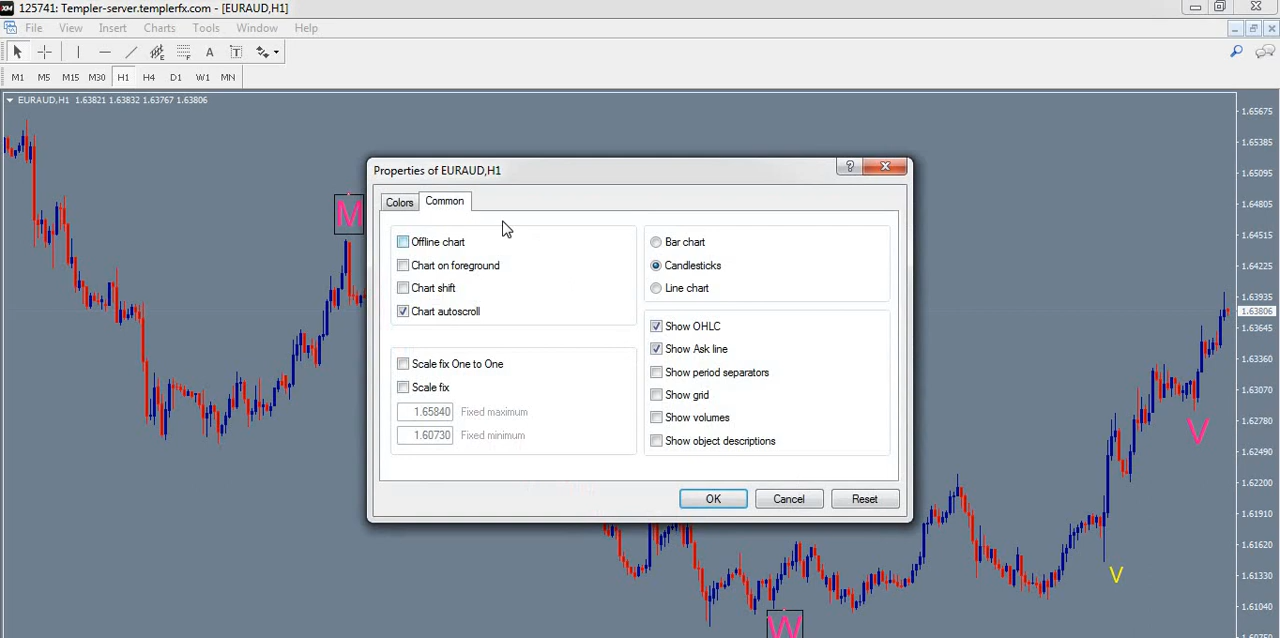 XM 125741: Templer-server.templerfx.com - [EURAUD,H1]
File View Insert Charts Tools Window Help
A T
M1 M5 M15 M30 H1 H4 D1 W1 MN
EURAUD,H1 1.63821 1.63832 1.63767 1.63806
1.65675
1.65385
1.65095
1.64805
1.64515
1.64225
1.63935
1.63806
1.63645
1.63360
1.63070
1.62780
1.62490
1.62200
1.61910
1.61620
1.61330
1.61040
M
Properties of EURAUD,H1
Colors Common
Offline chart
Chart on foreground
Chart shift
Chart autoscroll
Scale fix One to One
Scale fix
1.65840 Fixed maximum
1.60730 Fixed minimum
Bar chart
Candlesticks
Line chart
Show OHLC
Show Ask line
Show period separators
Show grid
Show volumes
Show object descriptions
OK Cancel Reset
V
V
W